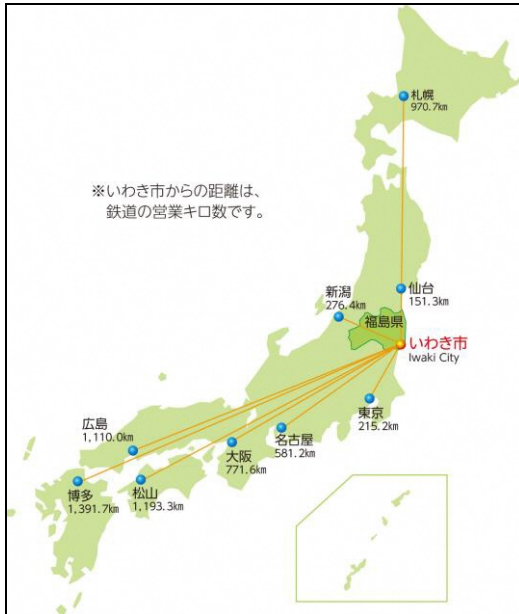 札幌
970.7㎞
※いわき市からの距離は、
鉄道の営業キロ数です。
仙台
151.3㎞
新潟
276.4㎞
福島県
いわき市
Iwaki City
東京
215.2㎞
名古屋
581.2㎞
大阪
771.6㎞
広島
1,110.0㎞
松山
1,193.3㎞
博多
1,391.7㎞